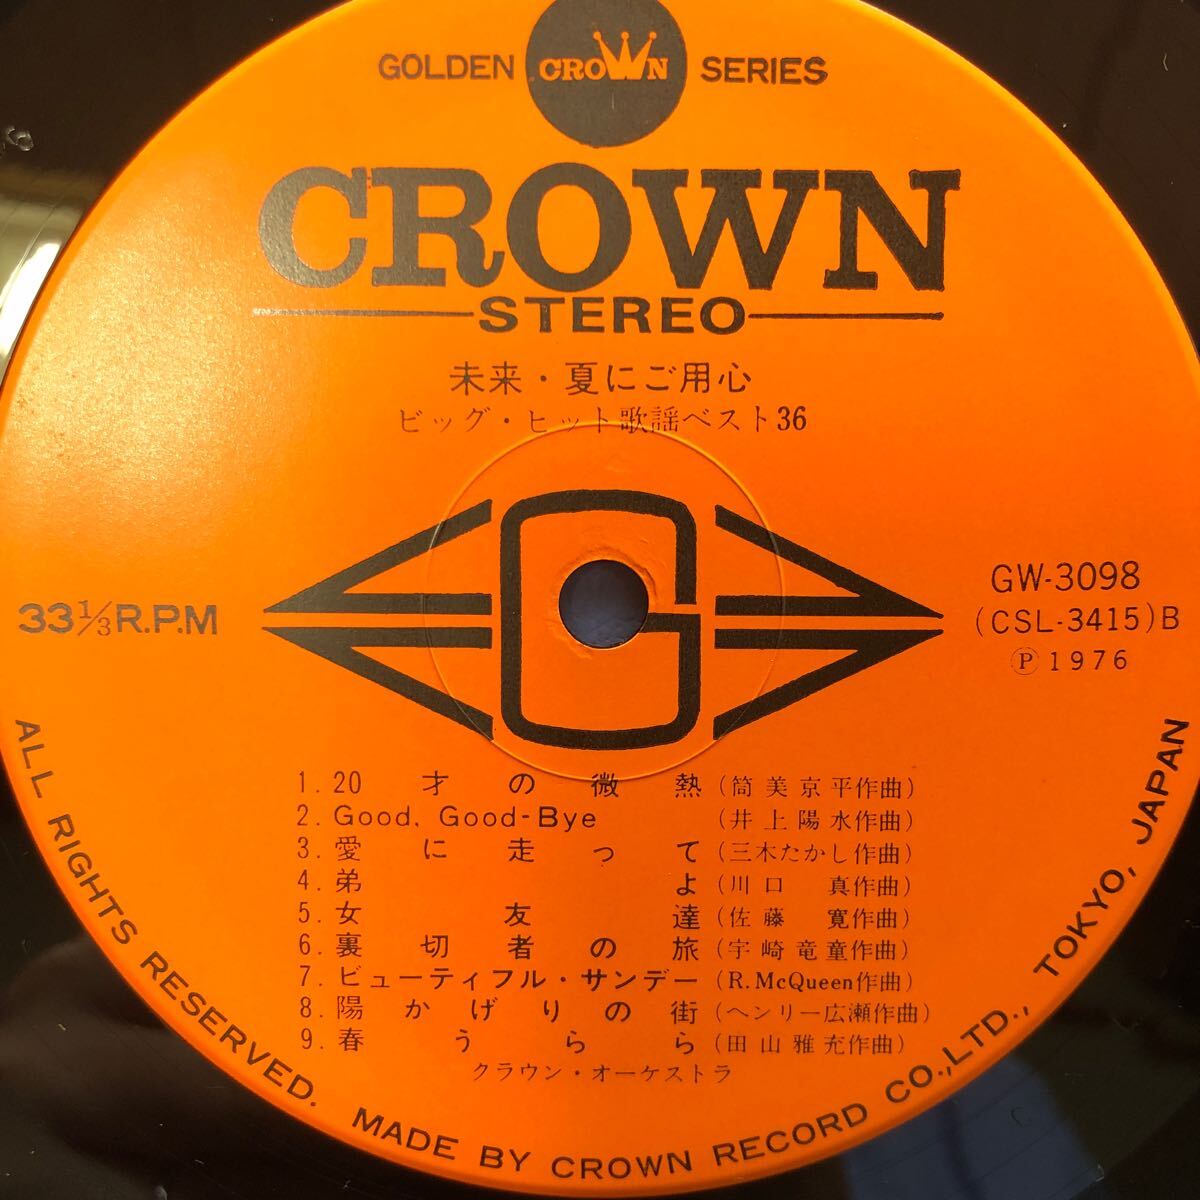 GOLDEN CROWN SERIES
CROWN
STEREO
未来・夏にご用心
ビッグ・ヒット歌謡ベスト36
G
33 1/3 R.P.M
GW-3098
(CSL-3415)B
Ⓟ1976
1. 20才の微熱 (筒美京平作曲)
2. Good, Good-Bye (井上陽水作曲)
3. 愛に走って (三木たかし作曲)
4. 弟よ (川口 真作曲)
5. 女友達 (佐藤 寛作曲)
6. 裏切者の旅 (宇崎竜童作曲)
7. ビューティフル・サンデー (R.McQueen作曲)
8. 陽かげりの街 (ヘンリー広瀬作曲)
9. 春うらら (田山雅充作曲)
クラウン・オーケストラ
ALL RIGHTS RESERVED. MADE BY CROWN RECORD CO.,LTD., TOKYO, JAPAN